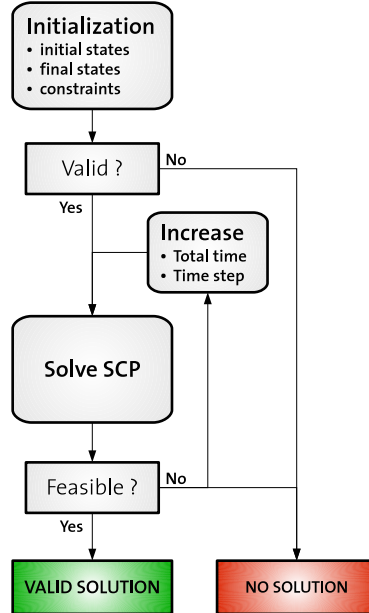 Initialization
• initial states
• final states
• constraints
Valid ?
No
Yes
Increase
• Total time
• Time step
Solve SCP
Feasible ?
No
Yes
VALID SOLUTION
NO SOLUTION